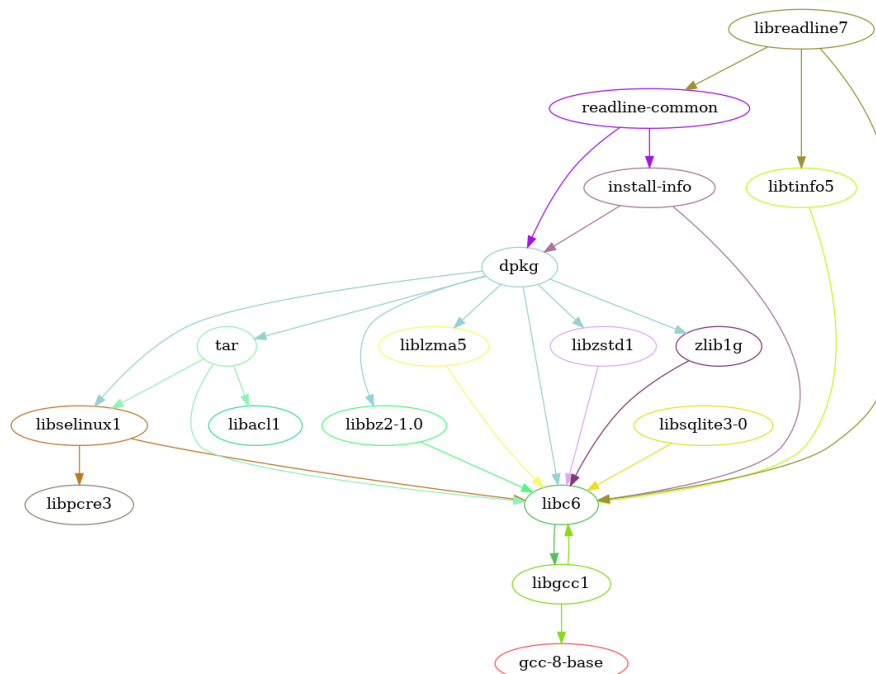 libreadline7
readline-common
install-info
libtinfo5
dpkg
tar
liblzma5
libzstd1
zlib1g
libselinux1
libacl1
libbz2-1.0
libsqlite3-0
libpcre3
libc6
libgcc1
gcc-8-base